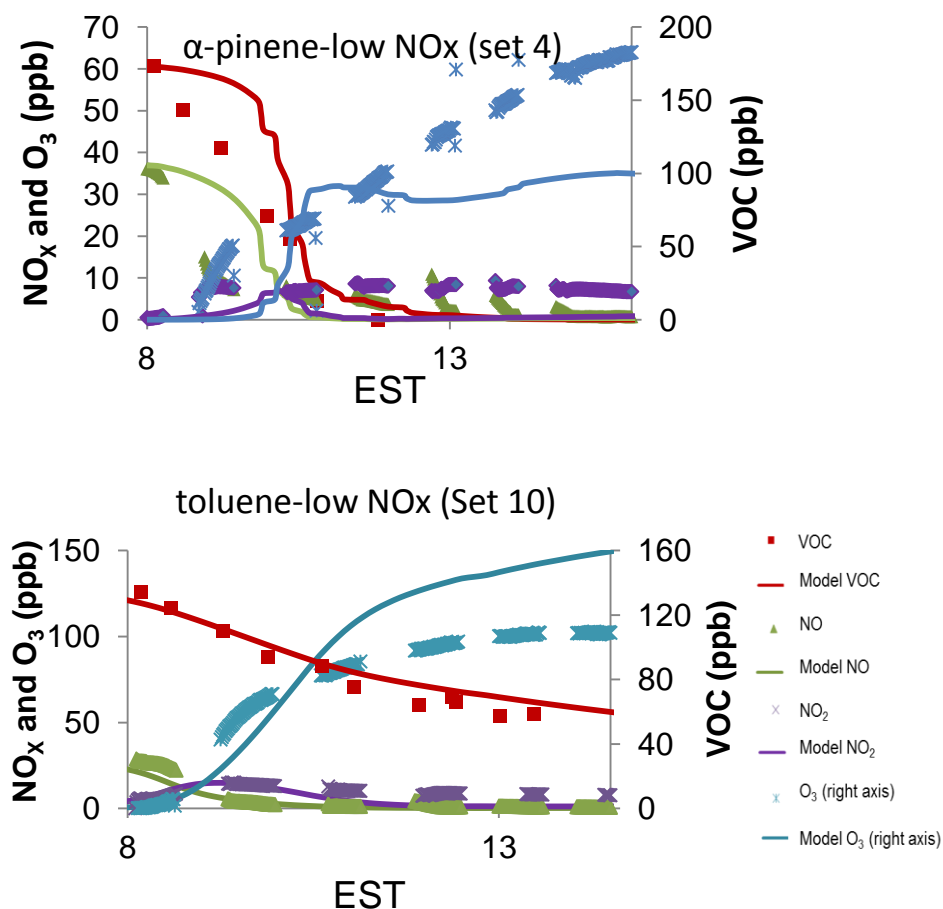 α-pinene-low NOx (set 4)
NOX and O3 (ppb)
70
60
50
40
30
20
10
0
200
150
100
50
0
VOC (ppb)
8
13
EST
toluene-low NOx (Set 10)
NOX and O3 (ppb)
150
100
50
0
160
120
80
40
0
VOC (ppb)
8
13
EST
VOC
Model VOC
NO
Model NO
NO2
Model NO2
O3 (right axis)
Model O3 (right axis)